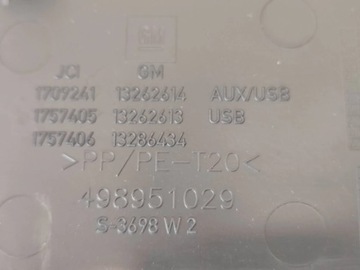 JCI GM
1709241 13262614 AUX/USB
1757405 13262613 USB
1757406 13286434
>PP/PE-T20<
498951029
S-3698 W 2